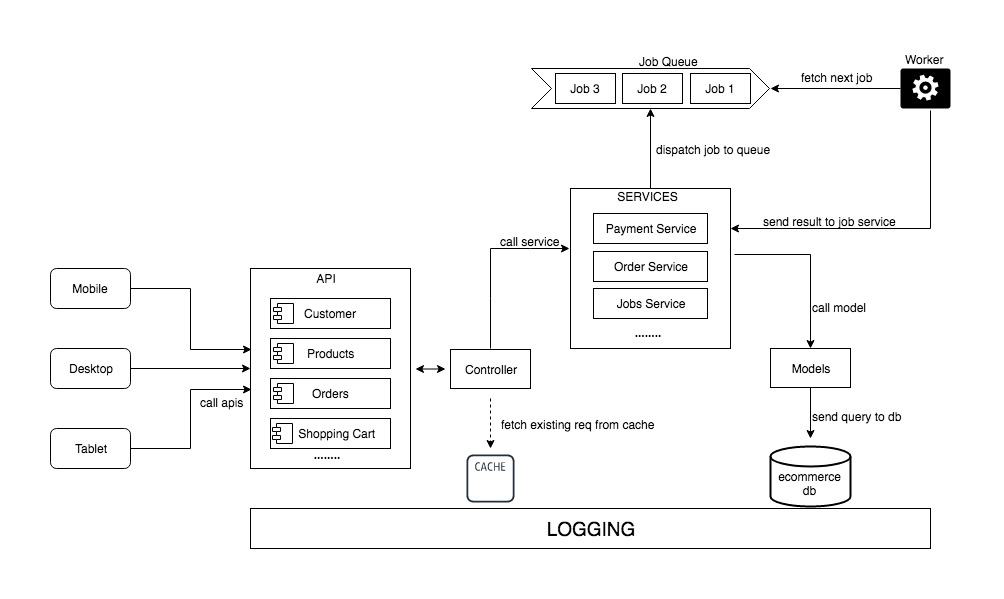 Job Queue
Worker
Job 3
Job 2
Job 1
fetch next job
dispatch job to queue
SERVICES
Payment Service
Order Service
Jobs Service
........
send result to job service
call service
API
Customer
Products
Orders
Shopping Cart
........
Mobile
Desktop
Tablet
call apis
Controller
fetch existing req from cache
CACHE
call model
Models
send query to db
ecommerce
db
LOGGING